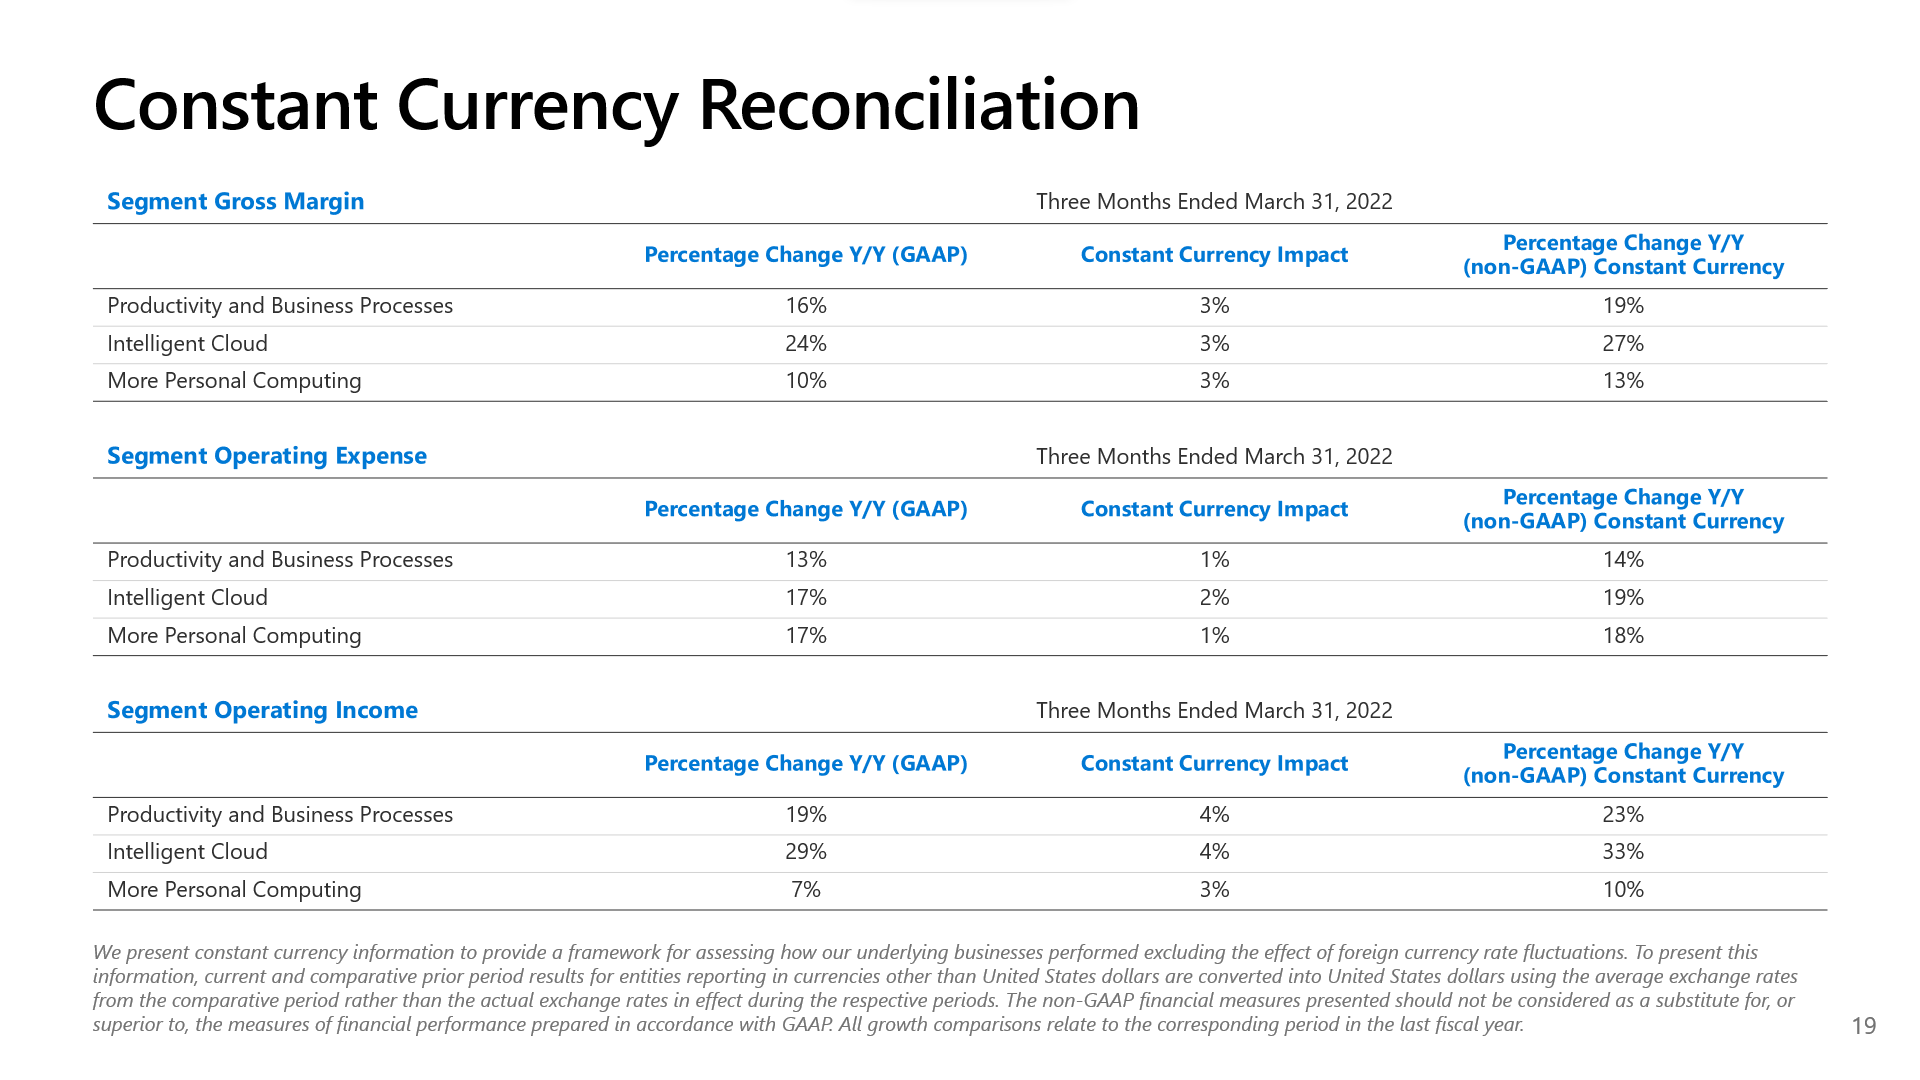 Constant Currency Reconciliation
Segment Gross Margin Three Months Ended March 31, 2022
Percentage Change Y/Y (GAAP) Constant Currency Impact Percentage Change Y/Y
(non-GAAP) Constant Currency
Productivity and Business Processes 16% 3% 19%
Intelligent Cloud 24% 3% 27%
More Personal Computing 10% 3% 13%
Segment Operating Expense Three Months Ended March 31, 2022
Percentage Change Y/Y (GAAP) Constant Currency Impact Percentage Change Y/Y
(non-GAAP) Constant Currency
Productivity and Business Processes 13% 1% 14%
Intelligent Cloud 17% 2% 19%
More Personal Computing 17% 1% 18%
Segment Operating Income Three Months Ended March 31, 2022
Percentage Change Y/Y (GAAP) Constant Currency Impact Percentage Change Y/Y
(non-GAAP) Constant Currency
Productivity and Business Processes 19% 4% 23%
Intelligent Cloud 29% 4% 33%
More Personal Computing 7% 3% 10%
We present constant currency information to provide a framework for assessing how our underlying businesses performed excluding the effect of foreign currency rate fluctuations. To present this
information, current and comparative prior period results for entities reporting in currencies other than United States dollars are converted into United States dollars using the average exchange rates
from the comparative period rather than the actual exchange rates in effect during the respective periods. The non-GAAP financial measures presented should not be considered as a substitute for, or
superior to, the measures of financial performance prepared in accordance with GAAP. All growth comparisons relate to the corresponding period in the last fiscal year.
19